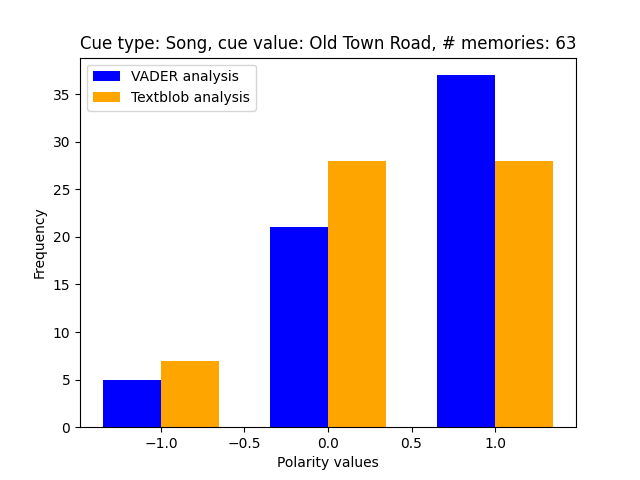 Cue type: Song, cue value: Old Town Road, # memories: 63
VADER analysis
Textblob analysis
Frequency
35
30
25
20
15
10
5
0
−1.0 −0.5 0.0 0.5 1.0
Polarity values